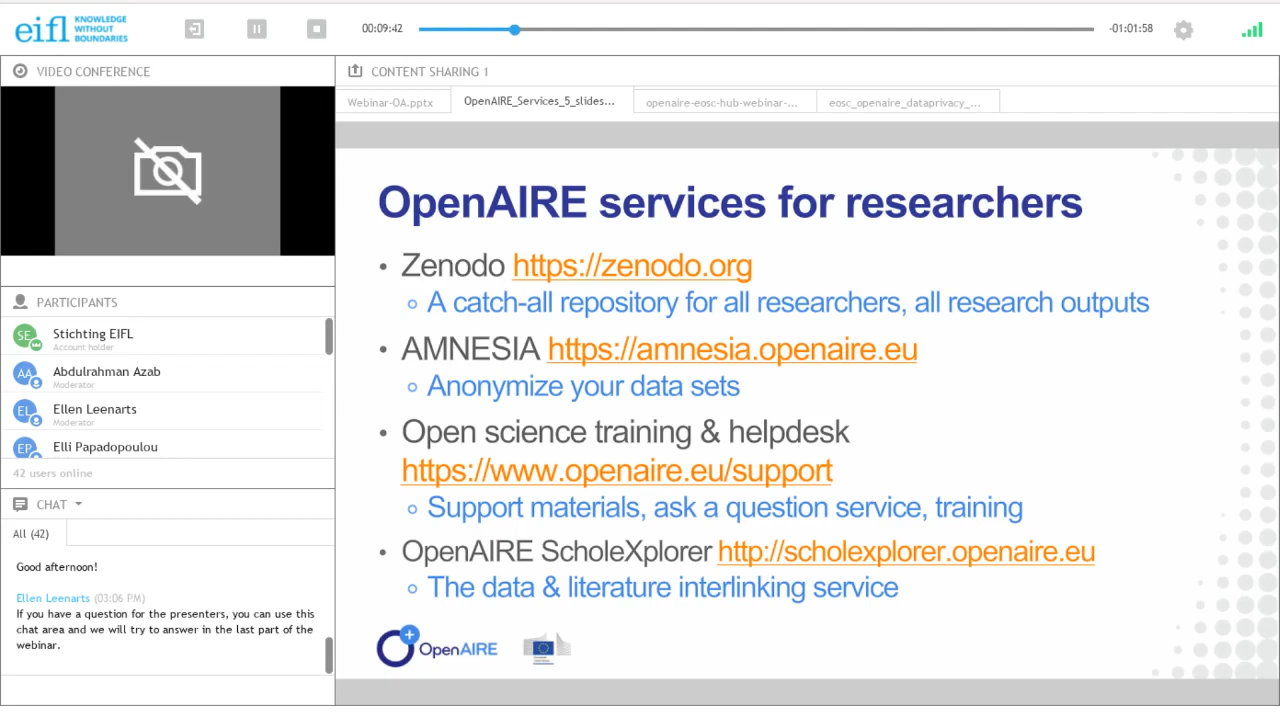 eifl KNOWLEDGE
WITHOUT
BOUNDARIES
00:09:42
-01:01:58
VIDEO CONFERENCE
PARTICIPANTS
SE Stichting EIFL
Account holder
AA Abdulrahman Azab
Moderator
EL Ellen Leenarts
Moderator
EP Elli Papadopoulou
42 users online
CHAT
All (42)
Good afternoon!
Ellen Leenarts (03:06 PM)
If you have a question for the presenters, you can use this
chat area and we will try to answer in the last part of the
webinar.
CONTENT SHARING 1
Webinar-OA.pptx
OpenAIRE_Services_5_slides...
openaire-eosc-hub-webinar-...
eosc_openaire_dataprivacy_...
OpenAIRE services for researchers
• Zenodo https://zenodo.org
A catch-all repository for all researchers, all research outputs
• AMNESIA https://amnesia.openaire.eu
Anonymize your data sets
• Open science training & helpdesk
https://www.openaire.eu/support
Support materials, ask a question service, training
• OpenAIRE ScholeXplorer http://scholexplorer.openaire.eu
The data & literature interlinking service
OpenAIRE